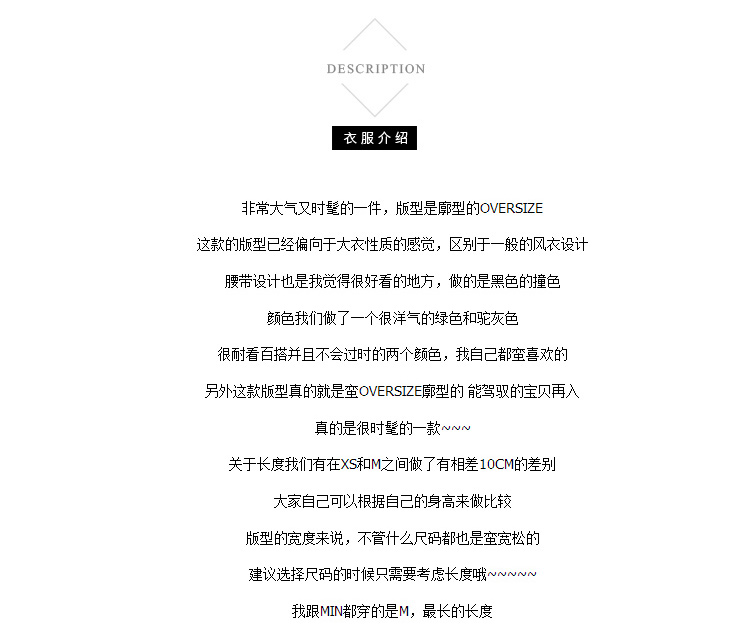 DESCRIPTION
衣服介绍
非常大气又时髦的一件，版型是廓型的OVERSIZE
这款的版型已经偏向于大衣性质的感觉，区别于一般的风衣设计
腰带设计也是我觉得很好看的地方，做的是黑色的撞色
颜色我们做了一个很洋气的绿色和驼灰色
很耐看百搭并且不会过时的两个颜色，我自己都蛮喜欢的
另外这款版型真的就是蛮OVERSIZE廓型的 能驾驭的宝贝再入
真的是很时髦的一款~~~
关于长度我们有在XS和M之间做了有相差10CM的差别
大家自己可以根据自己的身高来做比较
版型的宽度来说，不管什么尺码都也是蛮宽松的
建议选择尺码的时候只需要考虑长度哦~~~~~
我跟MIN都穿的是M，最长的长度